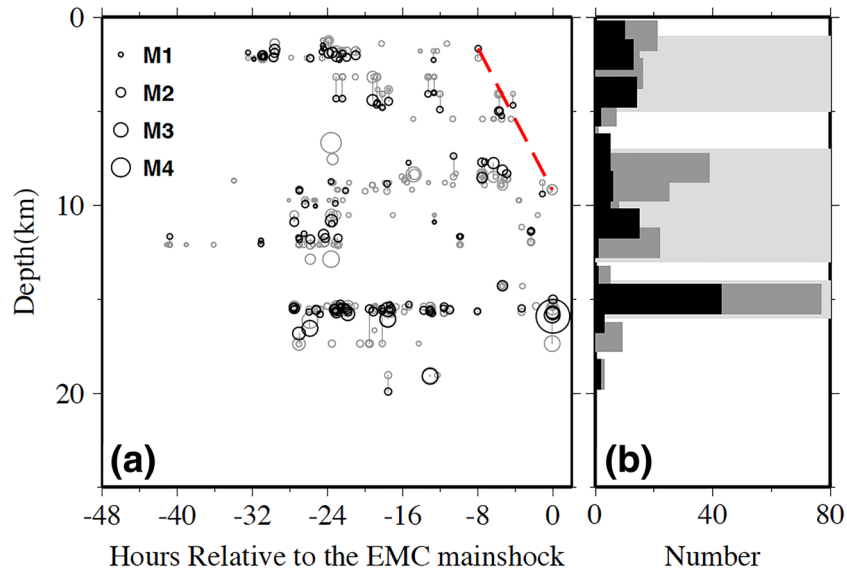 0
10
20
Depth(km)
M1
M2
M3
M4
(a)
(b)
-48 -40 -32 -24 -16 -8 0
0 40 80
Hours Relative to the EMC mainshock
Number